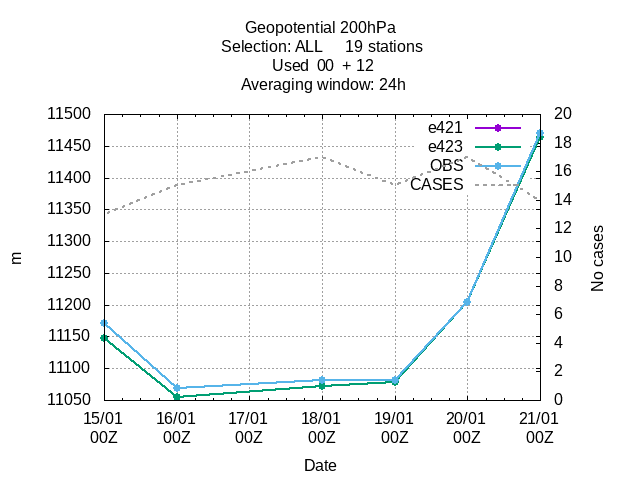 Geopotential 200hPa
Selection: ALL     19 stations
Used  00  + 12
Averaging window: 24h
11500
11450
11400
11350
11300
11250
11200
11150
11100
11050
m
20
18
16
14
12
10
8
6
4
2
0
No cases
e421
e423
OBS
CASES
15/01 16/01 17/01 18/01 19/01 20/01 21/01
00Z 00Z 00Z 00Z 00Z 00Z 00Z
Date